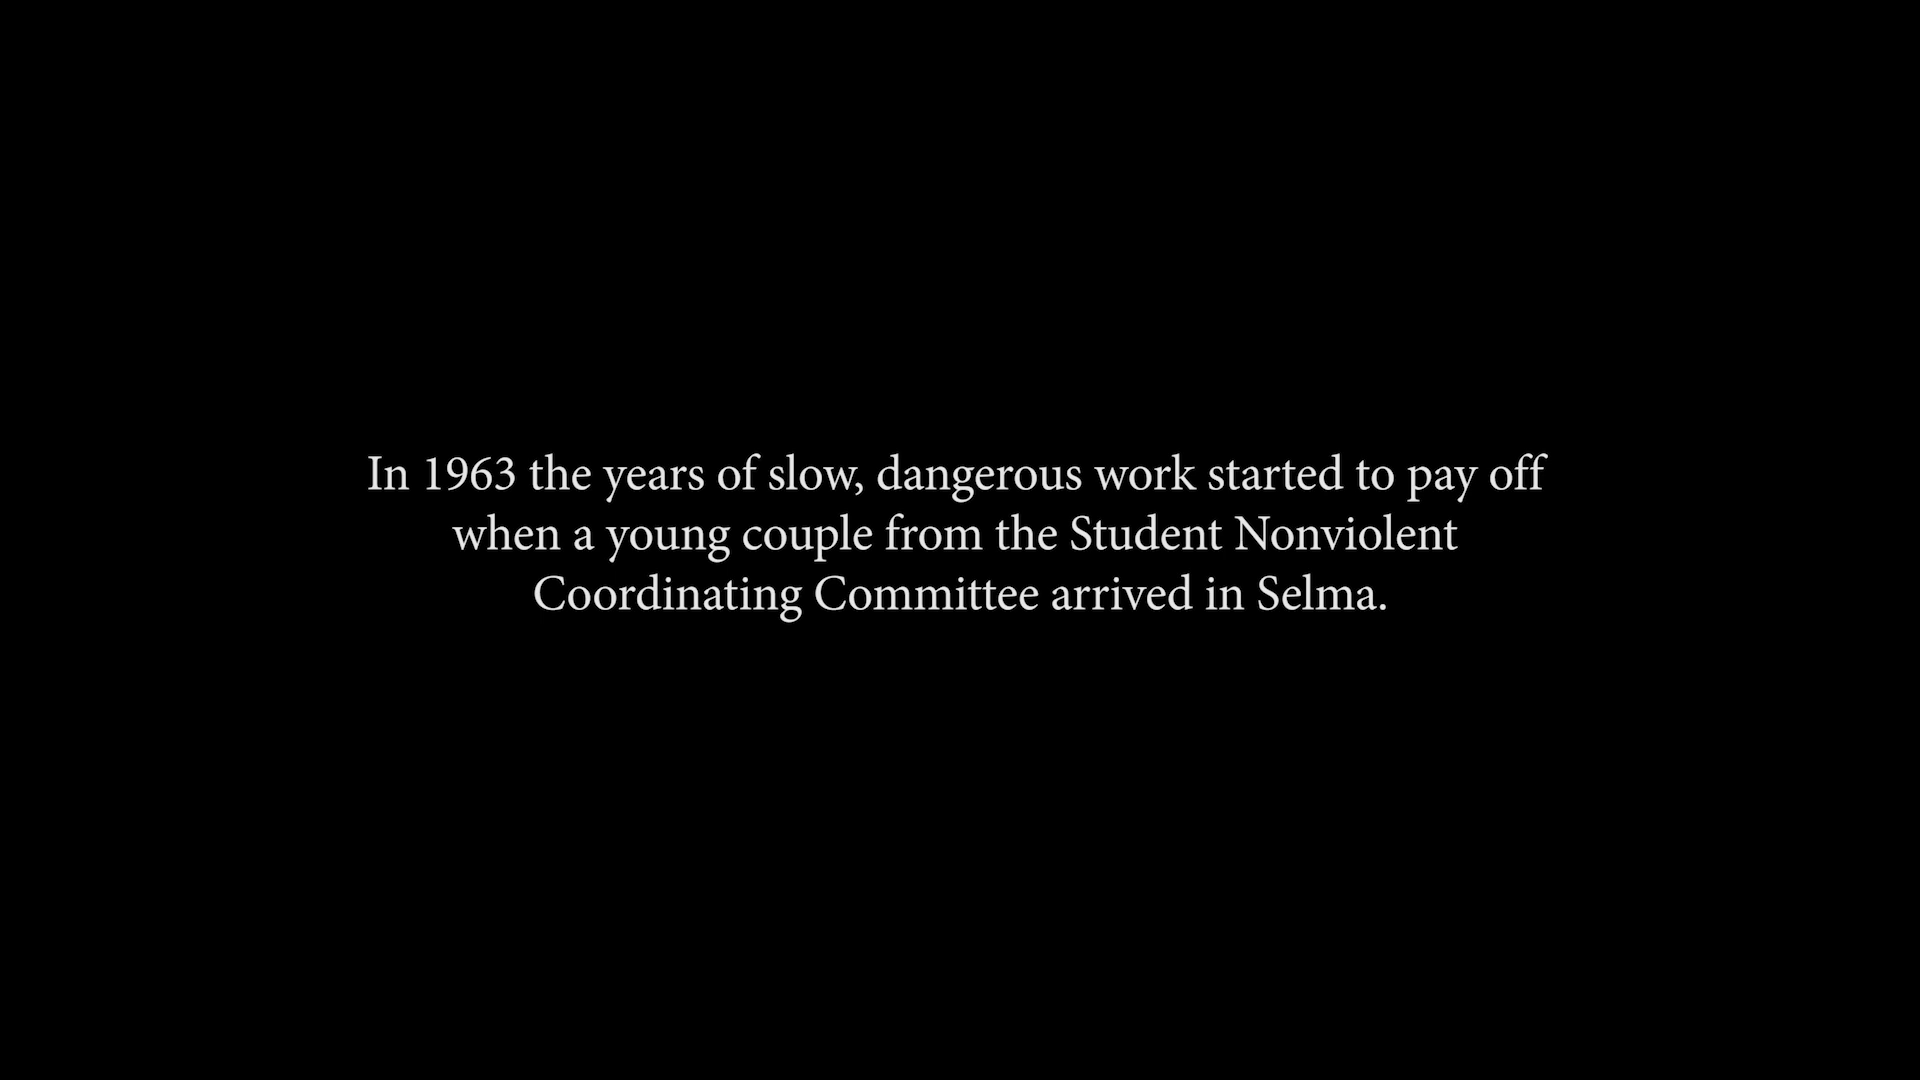 In 1963 the years of slow, dangerous work started to pay off
when a young couple from the Student Nonviolent
Coordinating Committee arrived in Selma.